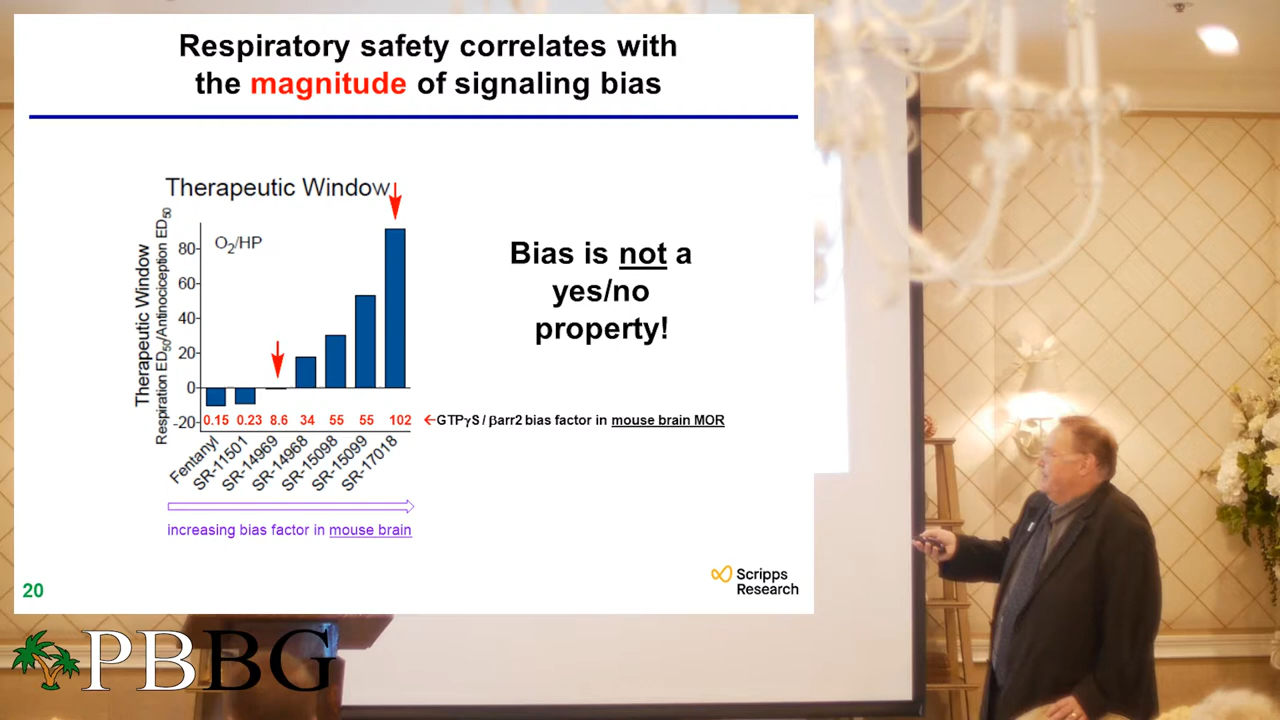 Respiratory safety correlates with
the magnitude of signaling bias
Therapeutic Window
Therapeutic Window
Respiration ED50/Antinociception ED50
O2/HP
80
60
40
20
0
-20
0.15 0.23 8.6 34 55 55 102
←GTPγS / βarr2 bias factor in mouse brain MOR
Fentanyl
SR-11501
SR-14969
SR-14968
SR-15098
SR-15099
SR-17018
increasing bias factor in mouse brain
Bias is not a
yes/no
property!
20
Scripps
Research
PBBG